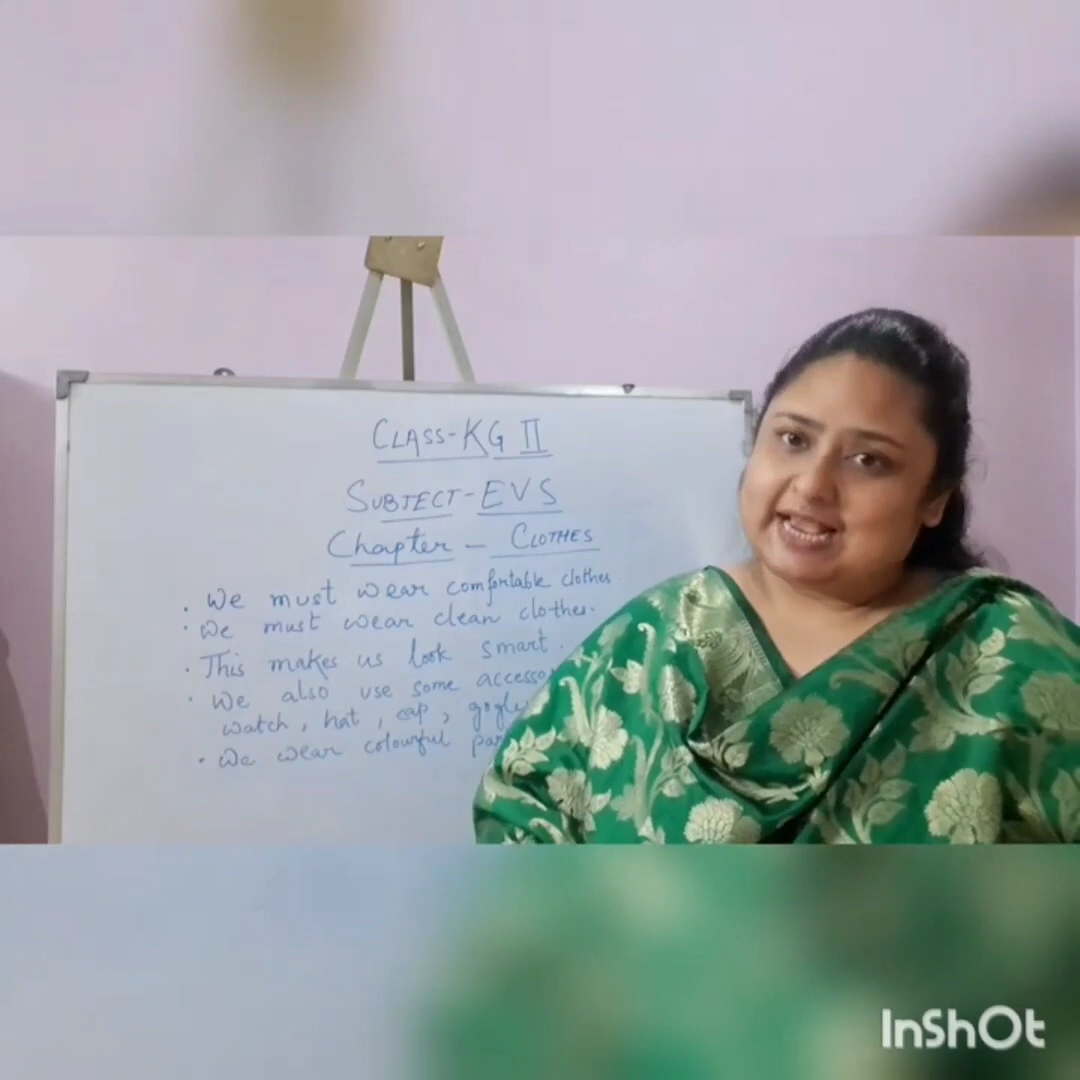 CLASS-KG II
SUBJECT-EVS
Chapter - CLOTHES
. We must wear comfortable clothes.
. We must wear clean clothes.
. This makes us look smart.
. We also use some
watch, hat, cap,
. We wear colourful
InShOt